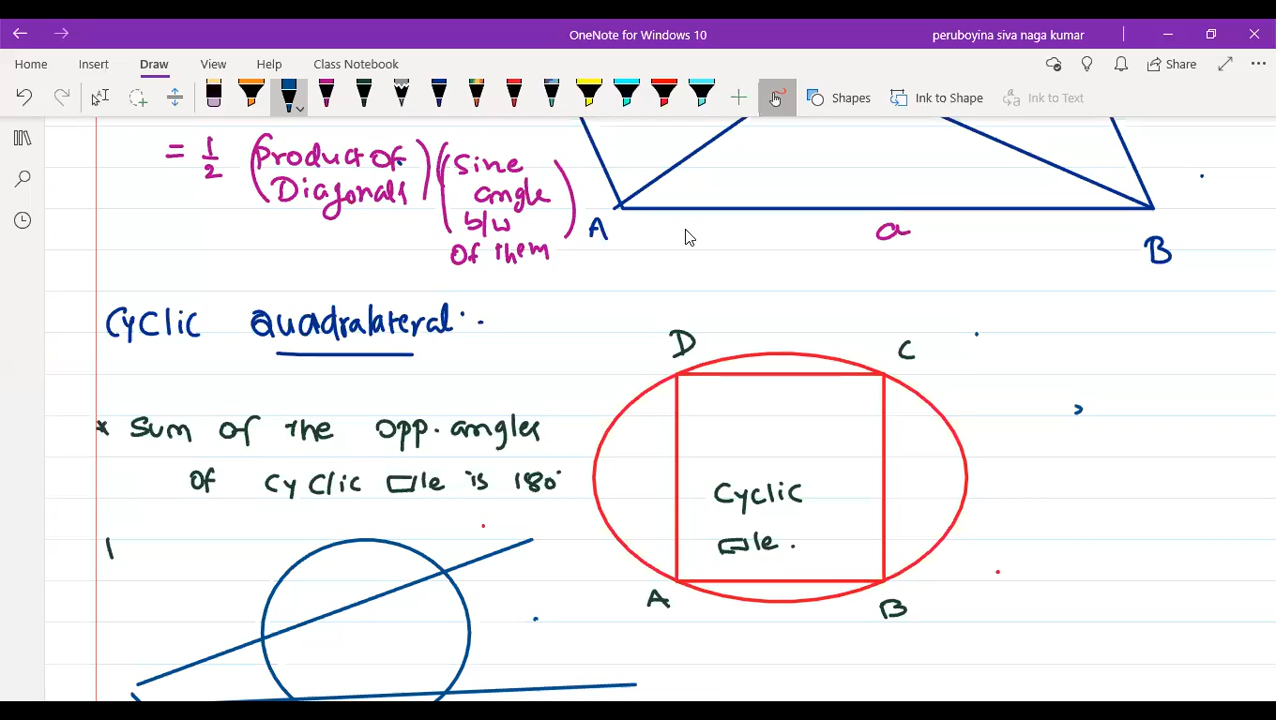 OneNote for Windows 10
peruboyina siva naga kumar
Home Insert Draw View Help Class Notebook
Share
Shapes Ink to Shape Ink to Text
= 1/2 (Product of Diagonals) (Sine angle b/w of them)
A
a
B
Cyclic quadralateral
D
C
* Sum of the opp. angles
of cyclic ▭le is 180°
Cyclic
▭le.
A
B